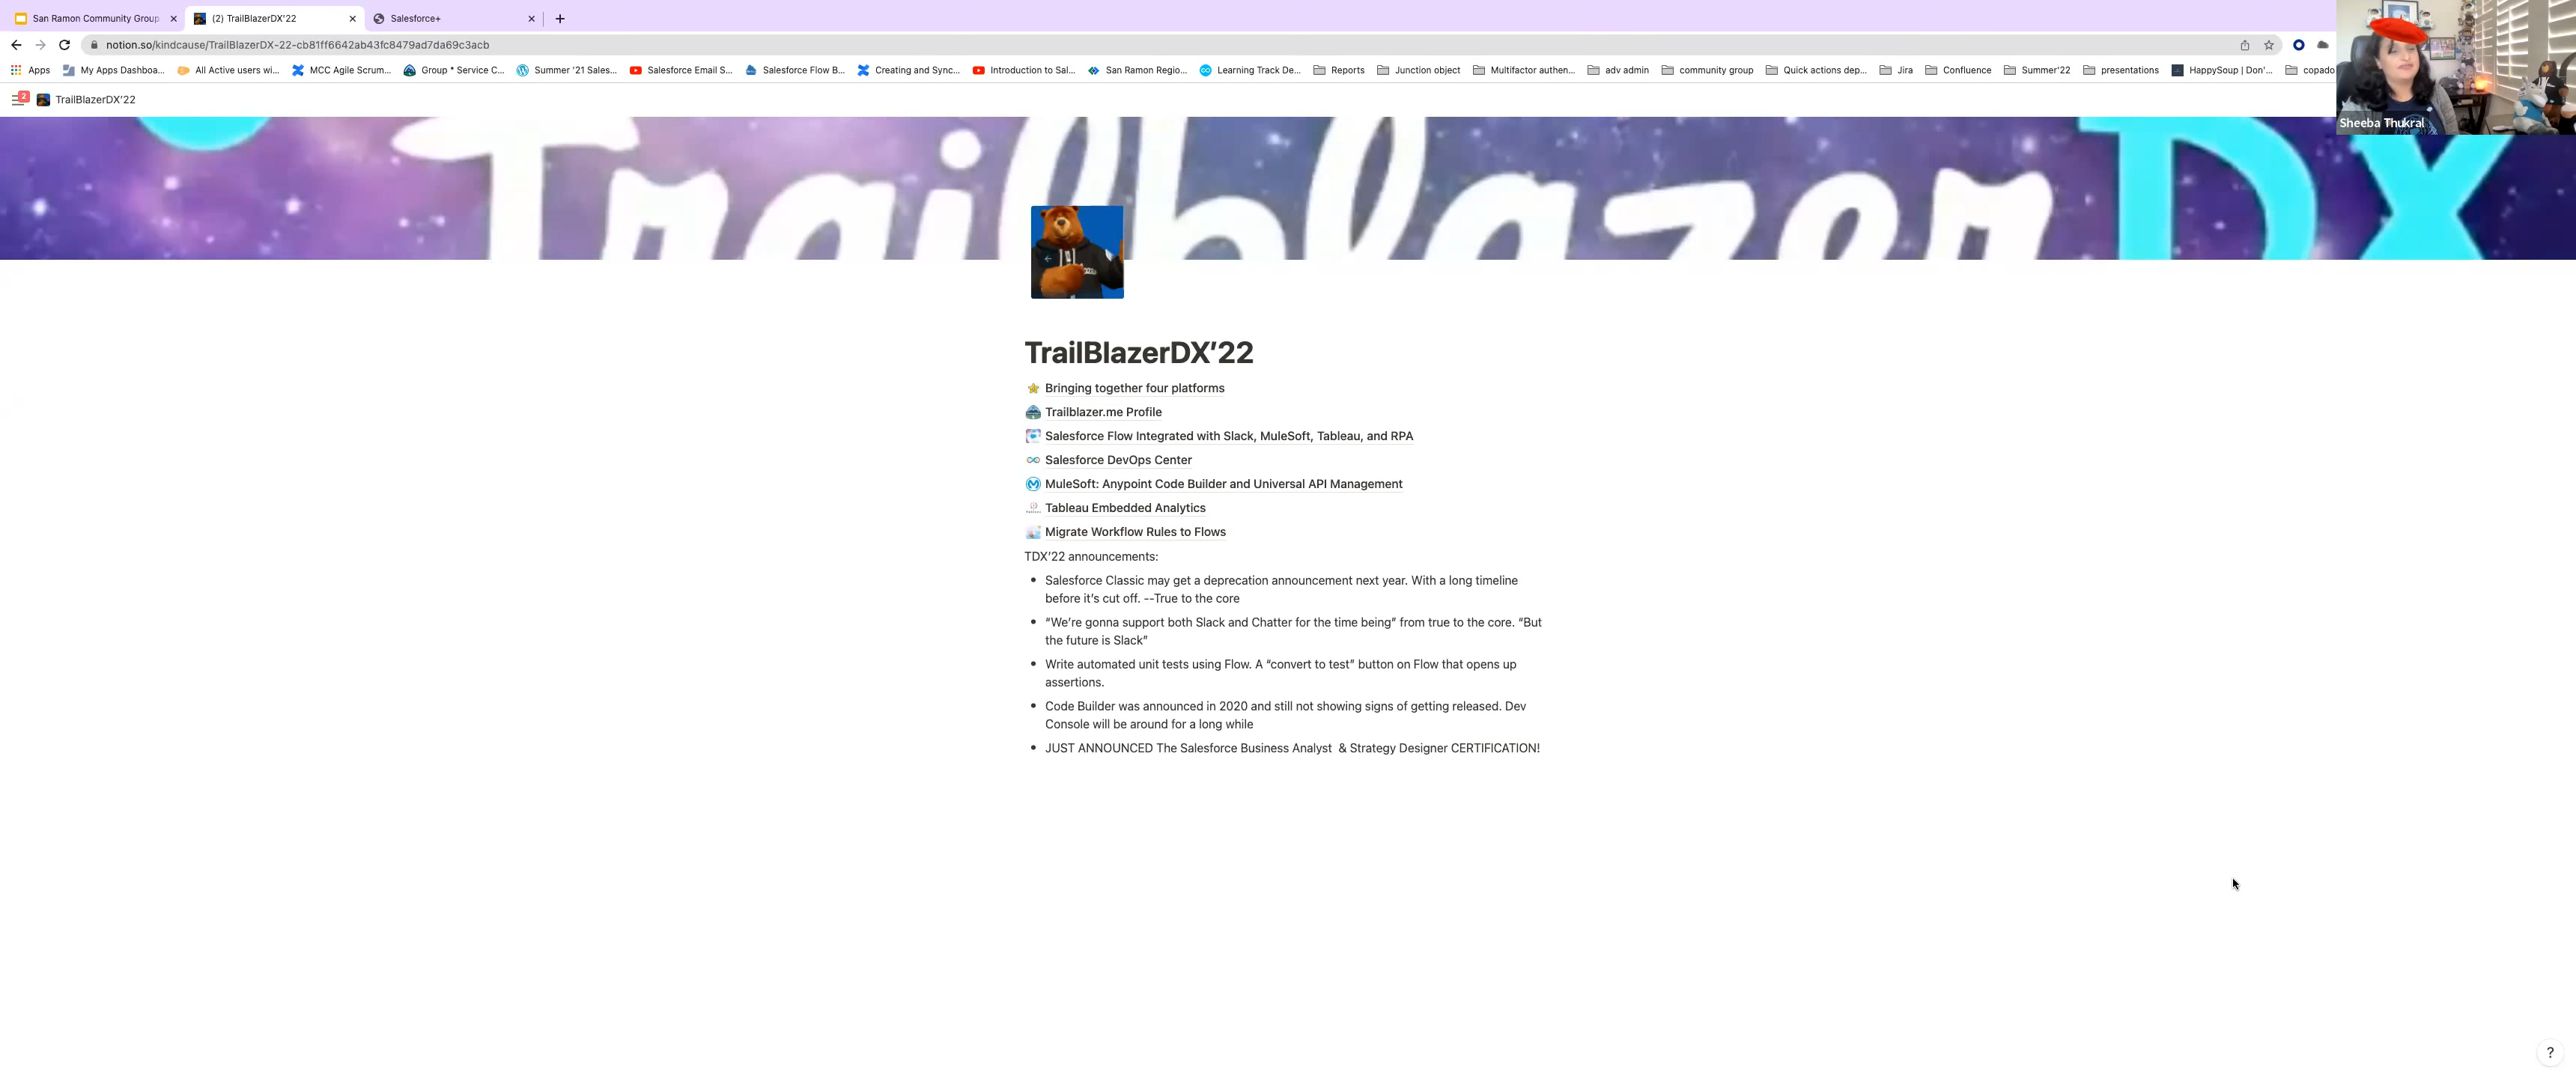 San Ramon Community Group
(2) TrailBlazerDX'22
Salesforce+
notion.so/kindcause/TrailBlazerDX-22-cb81ff6642ab43fc8479ad7da69c3acb
Apps My Apps Dashboa... All Active users wi... MCC Agile Scrum... Group * Service C... Summer '21 Sales... Salesforce Email S... Salesforce Flow B... Creating and Sync... Introduction to Sal... San Ramon Regio... Learning Track De... Reports Junction object Multifactor authen... adv admin community group Quick actions dep... Jira Confluence Summer'22 presentations HappySoup | Don'... copado
2 TrailBlazerDX'22
Sheeba Thukral
Trailblazer DX
TrailBlazerDX'22
Bringing together four platforms
Trailblazer.me Profile
Salesforce Flow Integrated with Slack, MuleSoft, Tableau, and RPA
Salesforce DevOps Center
MuleSoft: Anypoint Code Builder and Universal API Management
Tableau Embedded Analytics
Migrate Workflow Rules to Flows
TDX'22 announcements:
• Salesforce Classic may get a deprecation announcement next year. With a long timeline
before it's cut off. --True to the core
• “We're gonna support both Slack and Chatter for the time being” from true to the core. “But
the future is Slack”
• Write automated unit tests using Flow. A “convert to test” button on Flow that opens up
assertions.
• Code Builder was announced in 2020 and still not showing signs of getting released. Dev
Console will be around for a long while
• JUST ANNOUNCED The Salesforce Business Analyst  & Strategy Designer CERTIFICATION!
?